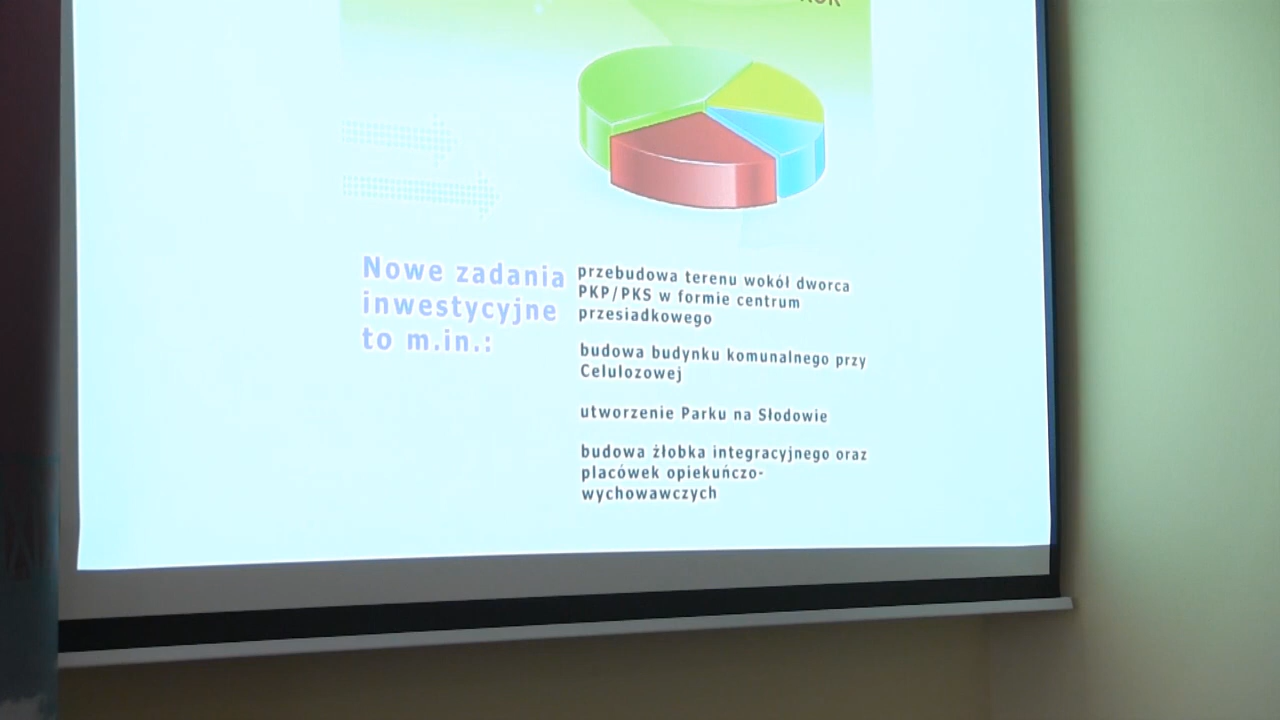 Nowe zadania
inwestycyjne
to m.in.:
przebudowa terenu wokół dworca
PKP/PKS w formie centrum
przesiadkowego
budowa budynku komunalnego przy
Celulozowej
utworzenie Parku na Słodowie
budowa żłobka integracyjnego oraz
placówek opiekuńczo-
wychowawczych